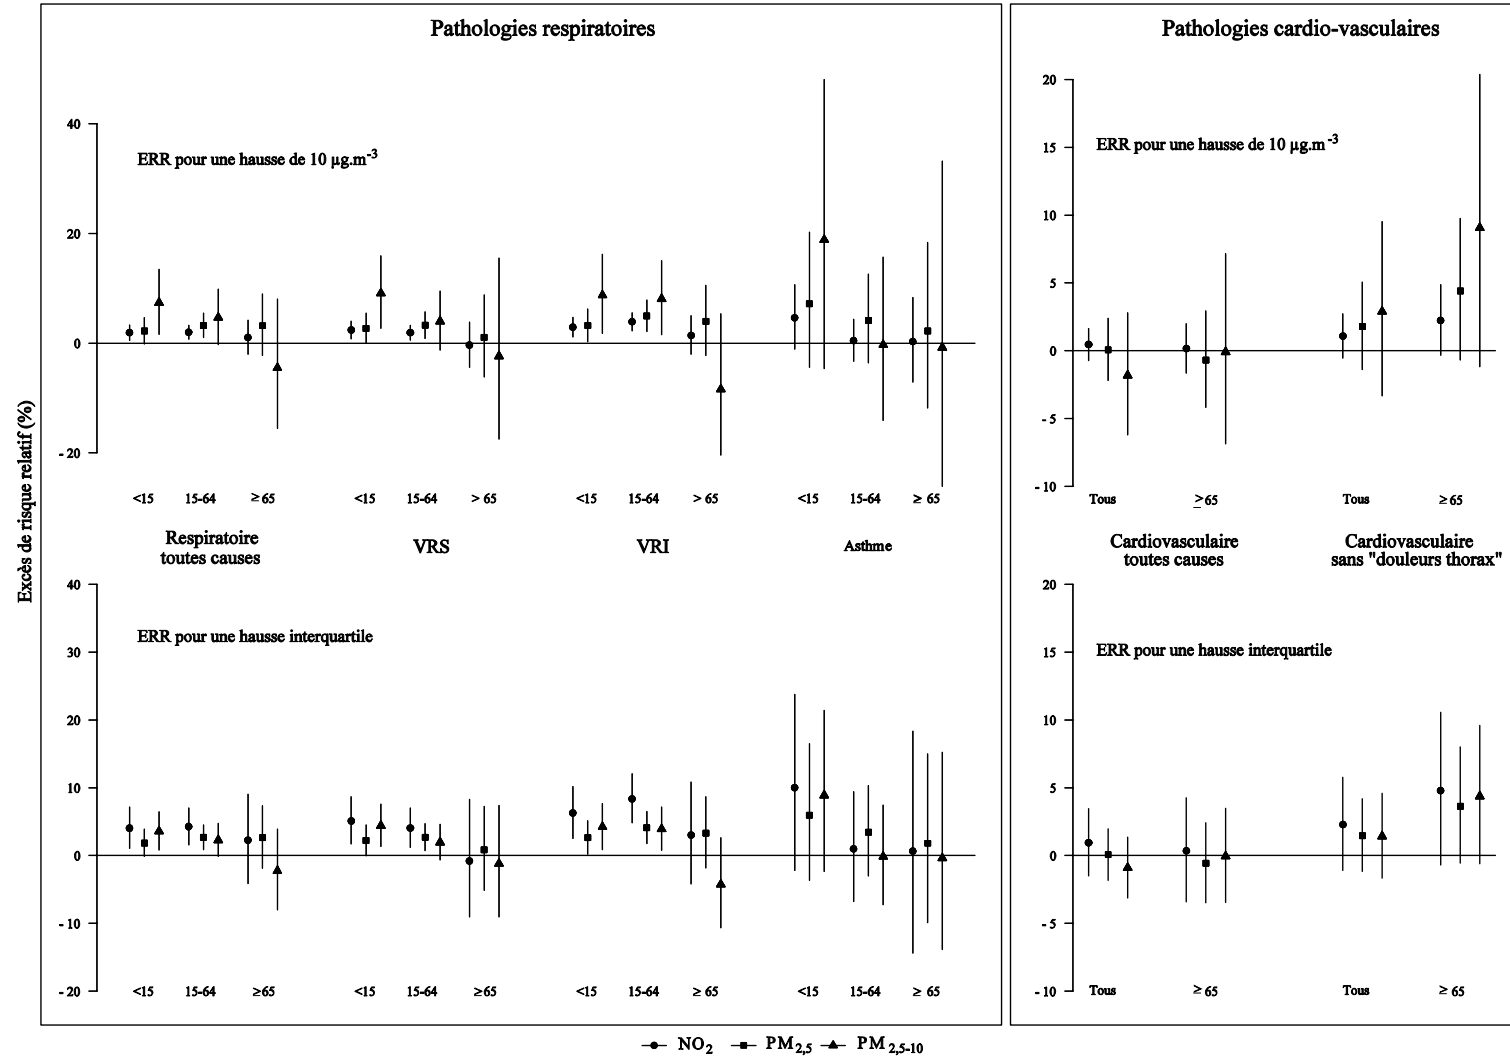 Pathologies respiratoires
Pathologies cardio-vasculaires
Excès de risque relatif (%)
40
20
0
- 20
ERR pour une hausse de 10 µg.m-3
<15 15-64 ≥ 65 <15 15-64 > 65 <15 15-64 > 65 <15 15-64 ≥ 65
20
15
10
5
0
- 5
- 10
ERR pour une hausse de 10 µg.m-3
Tous ≥ 65 Tous ≥ 65
Respiratoire
toutes causes
VRS
VRI
Asthme
Cardiovasculaire
toutes causes
Cardiovasculaire
sans "douleurs thorax"
40
30
20
10
0
- 10
- 20
ERR pour une hausse interquartile
<15 15-64 ≥65 <15 15-64 ≥65 <15 15-64 ≥ 65 <15 15-64 ≥ 65
20
15
10
5
0
- 5
- 10
ERR pour une hausse interquartile
Tous ≥ 65 Tous ≥ 65
NO2 PM2,5 PM2,5-10